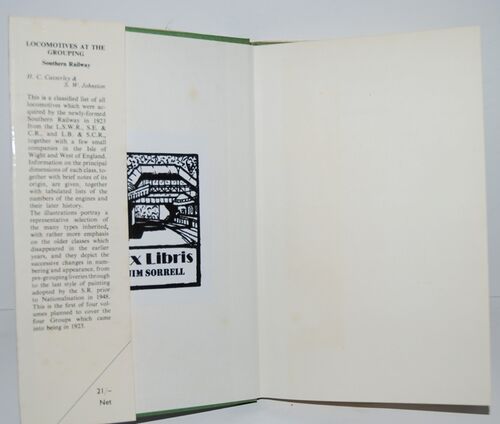 LOCOMOTIVES AT THE
GROUPING
Southern Railway
H. C. Casserley &
S. W. Johnston
This is a classified list of all
locomotives which were ac-
quired by the newly-formed
Southern Railway in 1923
from the L.S.W.R., S.E. &
C.R., and L.B. & S.C.R.,
together with a few small
companies in the Isle of
Wight and West of England.
Information on the principal
dimensions of each class, to-
gether with brief notes of its
origin, are given, together
with tabulated lists of the
numbers of the engines and
their later history.
The illustrations portray a
representative selection of
the many types inherited,
with rather more emphasis
on the older classes which
disappeared in the earlier
years, and they depict the
successive changes in num-
bering and appearance, from
pre-grouping liveries through
to the last style of painting
adopted by the S.R. prior
to Nationalisation in 1948.
This is the first of four vol-
umes planned to cover the
four Groups which came
into being in 1923.
21/-
Net
x Libris
JIM SORRELL